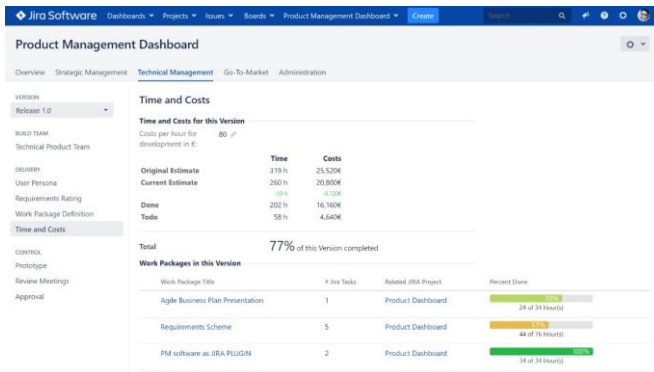 Jira Software Dashboards Projects Issues Boards Product Management Dashboard Create Search
Product Management Dashboard
Overview Strategic Management Technical Management Go-To-Market Administration
VERSION
Release 1.0
BUILD TEAM
Technical Product Team
DELIVERY
User Persona
Requirements Rating
Work Package Definition
Time and Costs
CONTROL
Prototype
Review Meetings
Approval
Time and Costs
Time and Costs for this Version
Costs per hour for 80
development in €:
Time Costs
Original Estimate 319 h 25,520€
Current Estimate 260 h 20,800€
Done 202 h 16,160€
Todo 58 h 4,640€
Total 77% of this Version completed
Work Packages in this Version
Work Package Title # Jira Tasks Related JIRA Project Percent Done
Agile Business Plan Presentation 1 Product Dashboard 70%
24 of 34 Hour(s)
Requirements Scheme 5 Product Dashboard 57%
44 of 76 Hour(s)
PM software as JIRA PLUGIN 2 Product Dashboard 100%
34 of 34 Hour(s)